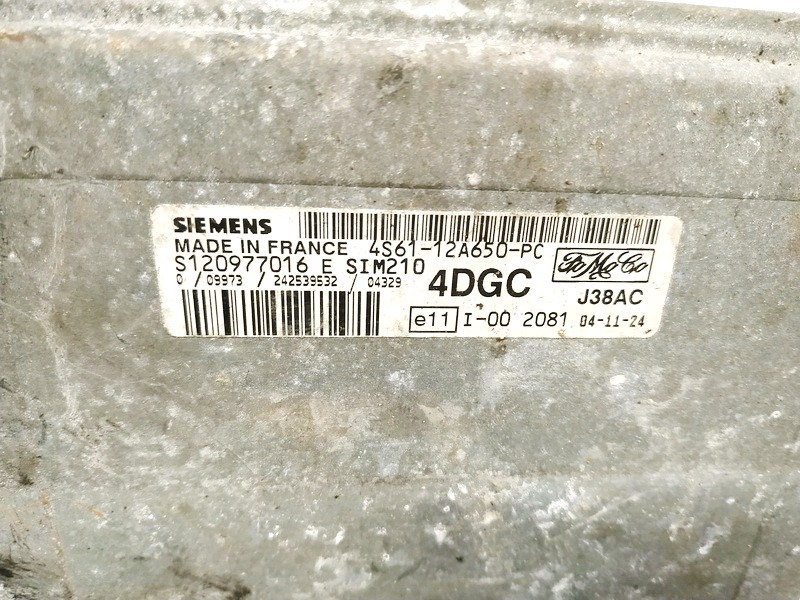 SIEMENS
MADE IN FRANCE 4S61-12A650-PC
S120977016 E SIM210 FoMoCo
0 / 09973 / 242539532 / 04329 4DGC J38AC
e11 I-00 2081 04-11-24